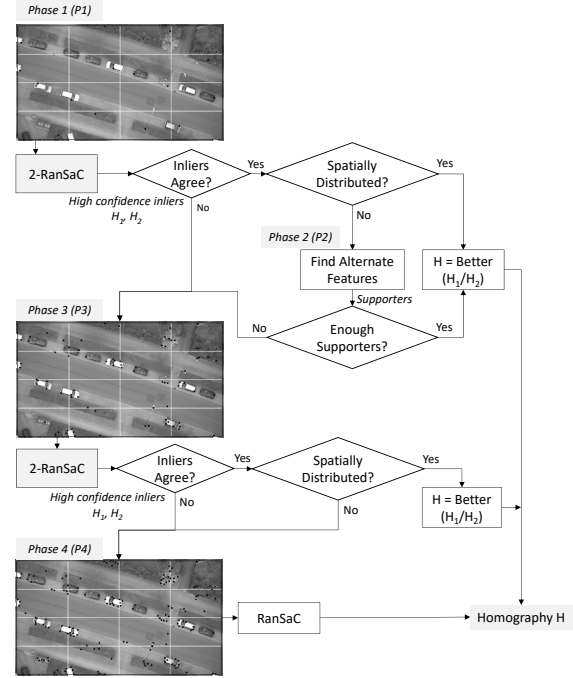 Phase 1 (P1)
2-RanSaC
Inliers
Agree?
Yes
Spatially
Distributed?
Yes
High confidence inliers
H1, H2
No
No
Phase 2 (P2)
Find Alternate
Features
H = Better
(H1/H2)
Supporters
Phase 3 (P3)
No
Enough
Supporters?
Yes
2-RanSaC
Inliers
Agree?
Yes
Spatially
Distributed?
Yes
High confidence inliers
H1, H2
No
No
H = Better
(H1/H2)
Phase 4 (P4)
RanSaC
Homography H